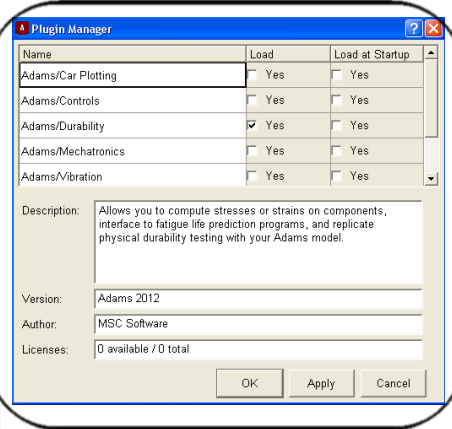 Plugin Manager
Name Load Load at Startup
Adams/Car Plotting Yes Yes
Adams/Controls Yes Yes
Adams/Durability Yes Yes
Adams/Mechatronics Yes Yes
Adams/Vibration Yes Yes
Description: Allows you to compute stresses or strains on components,
interface to fatigue life prediction programs, and replicate
physical durability testing with your Adams model.
Version: Adams 2012
Author: MSC Software
Licenses: 0 available / 0 total
OK Apply Cancel